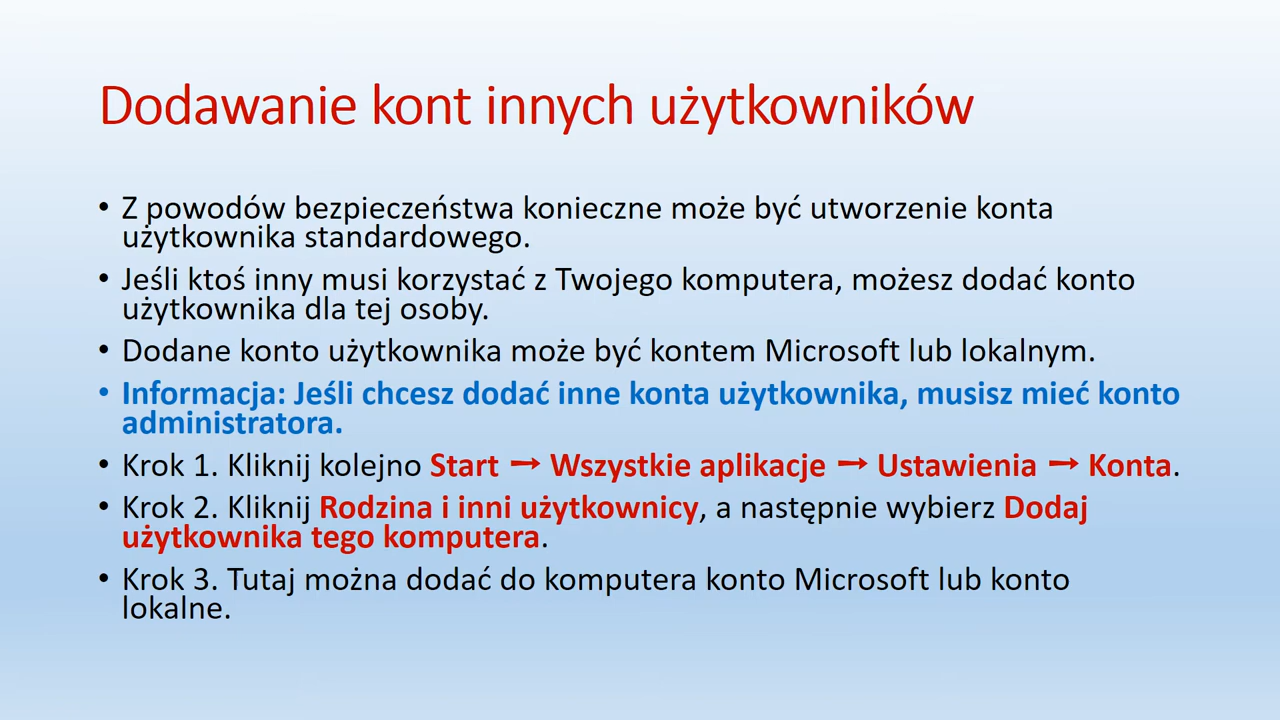 Dodawanie kont innych użytkowników
• Z powodów bezpieczeństwa konieczne może być utworzenie konta
użytkownika standardowego.
• Jeśli ktoś inny musi korzystać z Twojego komputera, możesz dodać konto
użytkownika dla tej osoby.
• Dodane konto użytkownika może być kontem Microsoft lub lokalnym.
• Informacja: Jeśli chcesz dodać inne konta użytkownika, musisz mieć konto
administratora.
• Krok 1. Kliknij kolejno Start → Wszystkie aplikacje → Ustawienia → Konta.
• Krok 2. Kliknij Rodzina i inni użytkownicy, a następnie wybierz Dodaj
użytkownika tego komputera.
• Krok 3. Tutaj można dodać do komputera konto Microsoft lub konto
lokalne.